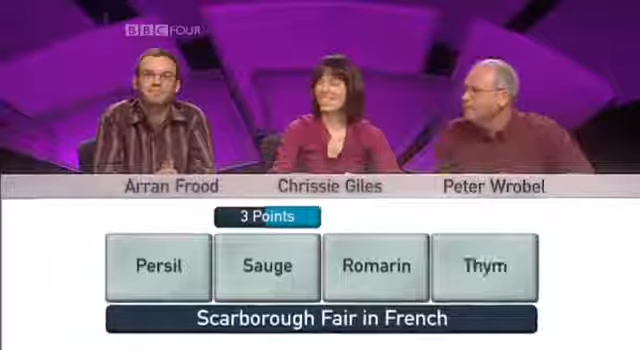 BBC FOUR
Arran Frood Chrissie Giles Peter Wrobel
3 Points
Persil Sauge Romarin Thym
Scarborough Fair in French